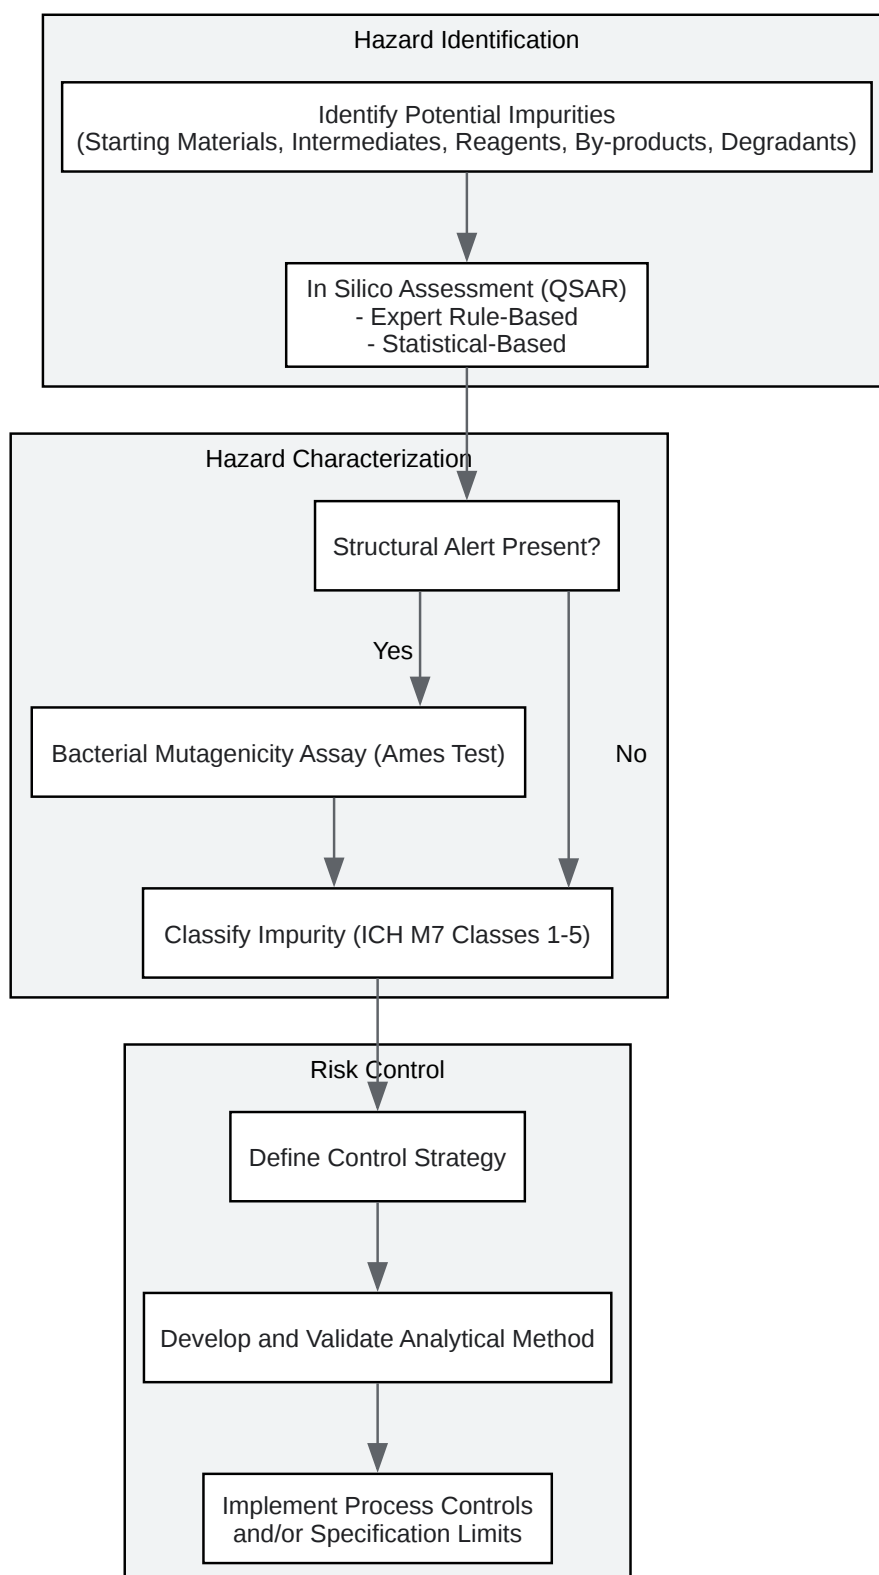 Hazard Identification
Identify Potential Impurities
(Starting Materials, Intermediates, Reagents, By-products, Degradants)
In Silico Assessment (QSAR)
- Expert Rule-Based
- Statistical-Based
Hazard Characterization
Structural Alert Present?
Yes
Bacterial Mutagenicity Assay (Ames Test)
No
Classify Impurity (ICH M7 Classes 1-5)
Risk Control
Define Control Strategy
Develop and Validate Analytical Method
Implement Process Controls
and/or Specification Limits